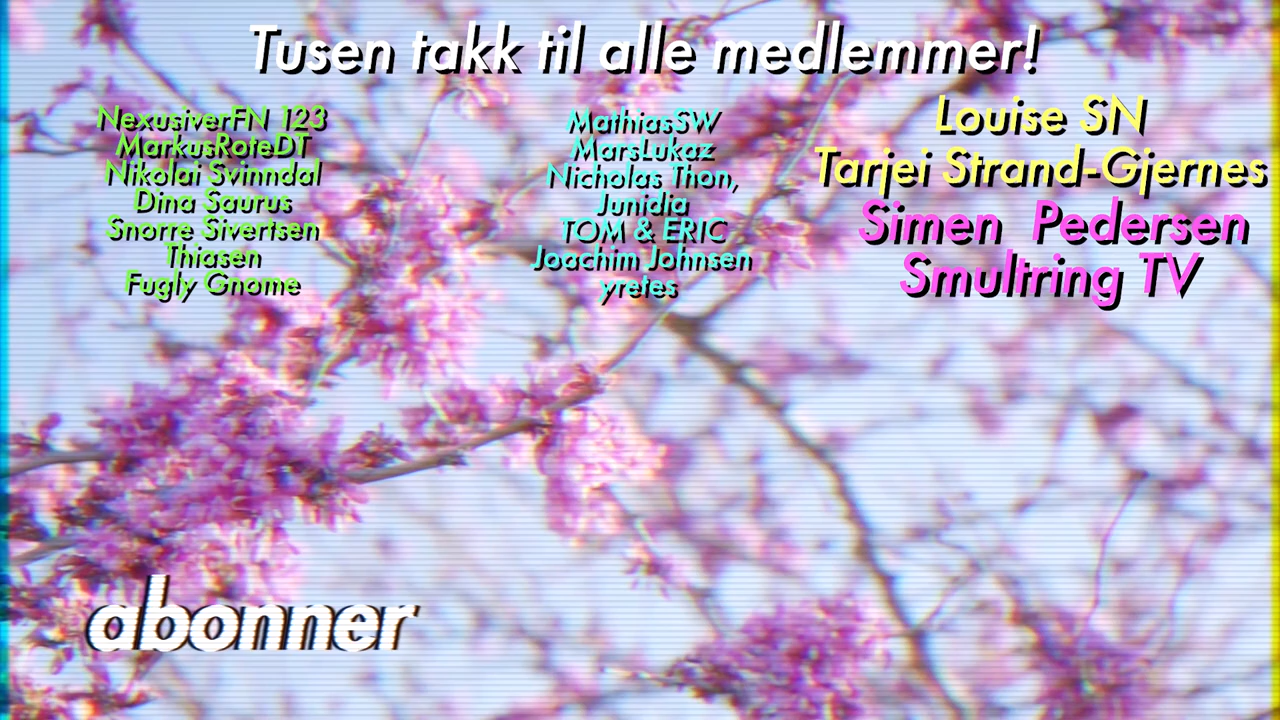 Tusen takk til alle medlemmer!
NexusiverFN 123
MarkusRoteDT
Nikolai Svinndal
Dina Saurus
Snorre Sivertsen
Thiasen
Fugly Gnome
MathiasSW
MarsLukaz
Nicholas Thon,
Junidia
TOM & ERIC
Joachim Johnsen
yretes
Louise SN
Tarjei Strand-Gjernes
Simen Pedersen
Smultring TV
abonner